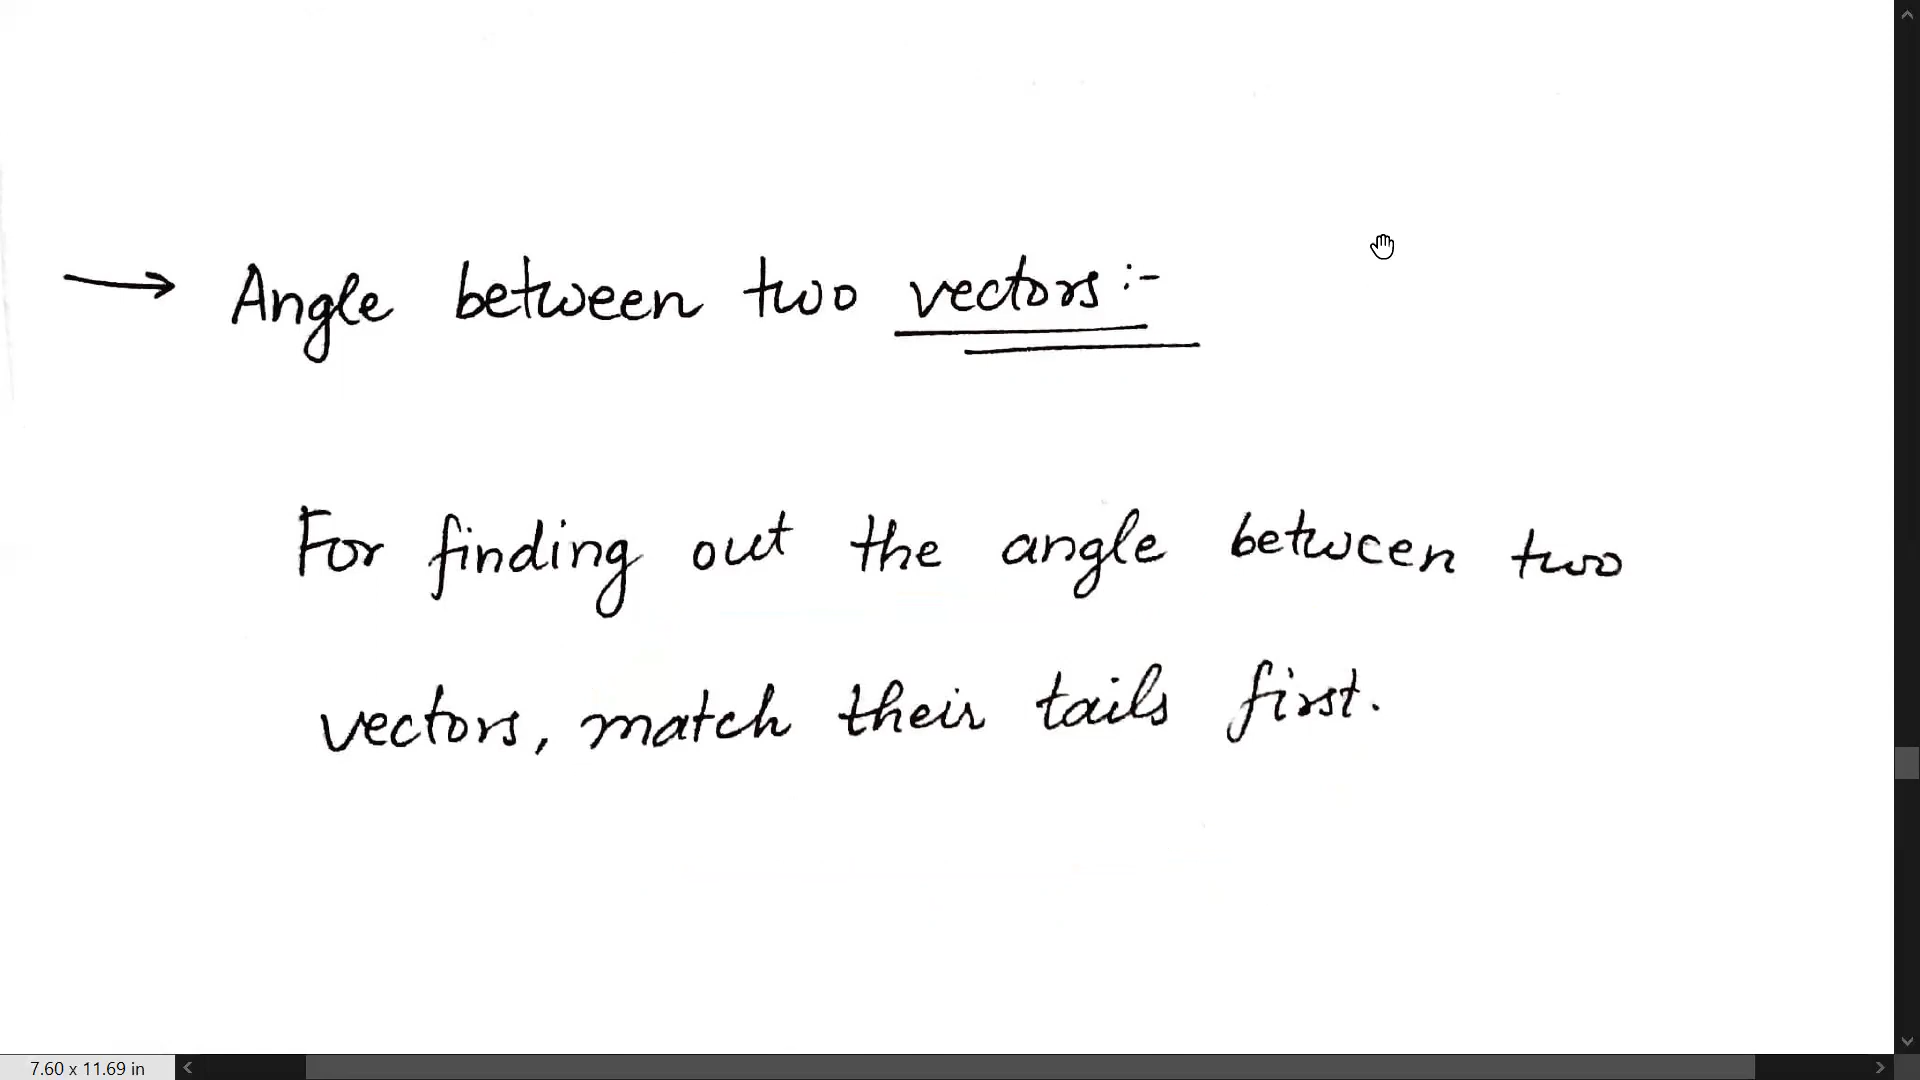 → Angle between two vectors :-
For finding out the angle between two
vectors, match their tails first.
7.60 x 11.69 in